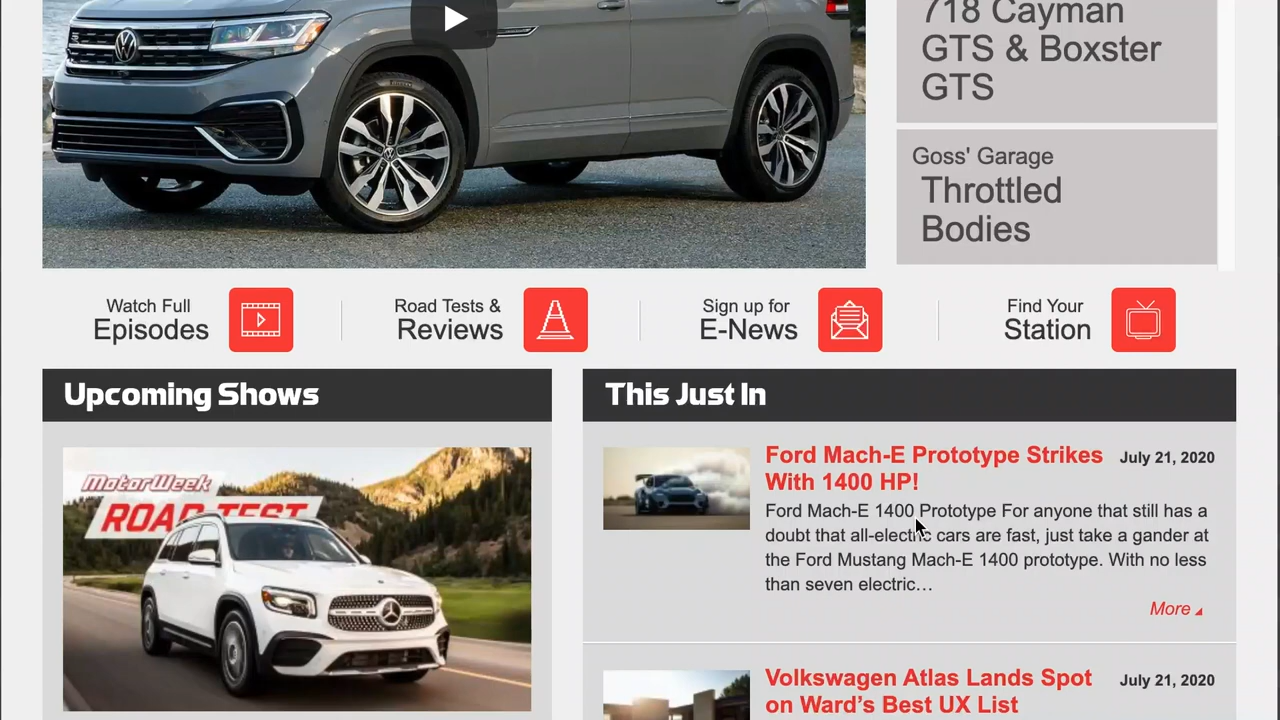 718 Cayman
GTS & Boxster
GTS
Goss' Garage
Throttled
Bodies
Watch Full
Episodes
Road Tests &
Reviews
Sign up for
E-News
Find Your
Station
Upcoming Shows
MotorWeek
ROAD TEST
This Just In
Ford Mach-E Prototype Strikes
With 1400 HP!
July 21, 2020
Ford Mach-E 1400 Prototype For anyone that still has a
doubt that all-electric cars are fast, just take a gander at
the Ford Mustang Mach-E 1400 prototype. With no less
than seven electric…
More
Volkswagen Atlas Lands Spot
on Ward’s Best UX List
July 21, 2020